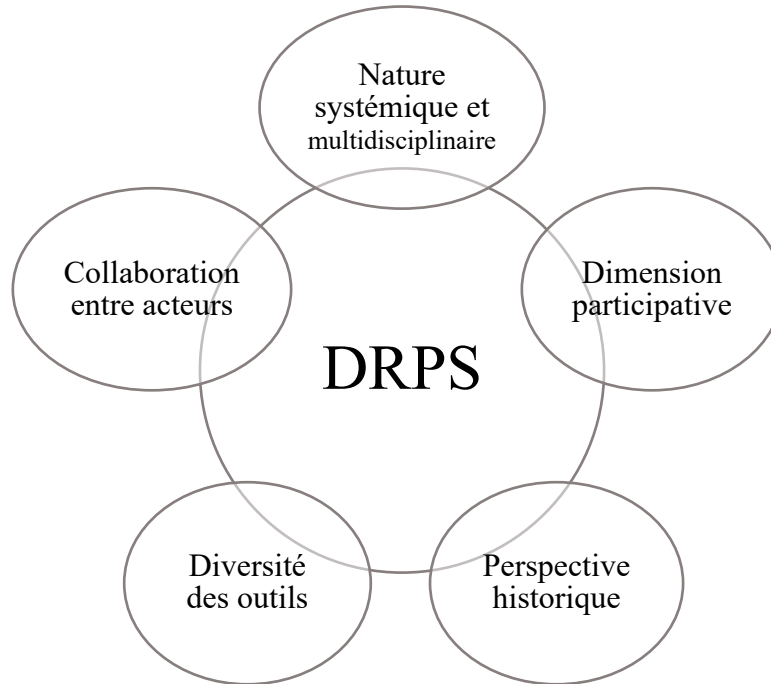 Nature
systémique et
multidisciplinaire
Collaboration
entre acteurs
Dimension
participative
DRPS
Diversité
des outils
Perspective
historique